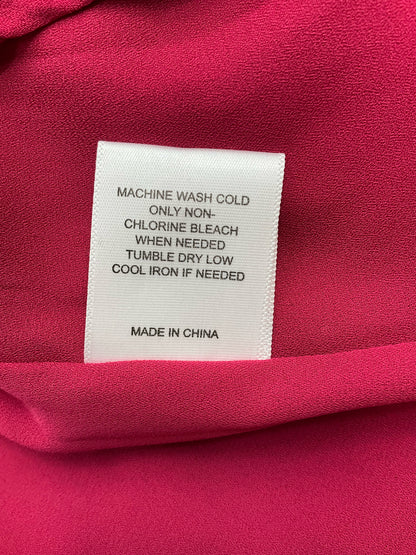 MACHINE WASH COLD
ONLY NON-
CHLORINE BLEACH
WHEN NEEDED
TUMBLE DRY LOW
COOL IRON IF NEEDED
MADE IN CHINA